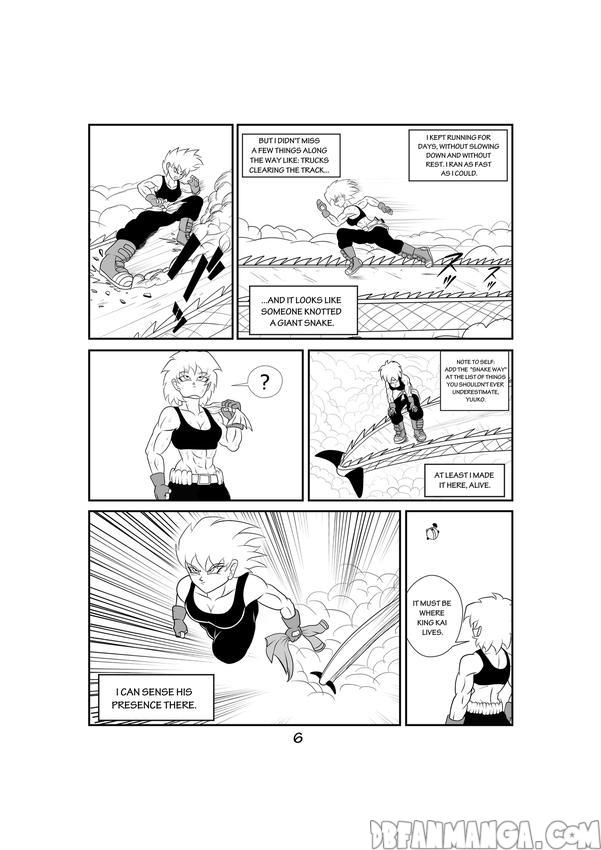 I KEPT RUNNING FOR
DAYS, WITHOUT SLOWING
DOWN AND WITHOUT
REST. I RAN AS FAST
AS I COULD.
BUT I DIDN'T MISS
A FEW THINGS ALONG
THE WAY LIKE: TRUCKS
CLEARING THE TRACK...
...AND IT LOOKS LIKE
SOMEONE KNOTTED
A GIANT SNAKE.
?
NOTE TO SELF:
ADD THE "SNAKE WAY"
AT THE LIST OF THINGS
YOU SHOULDN'T EVER
UNDERESTIMATE,
YUUKO.
AT LEAST I MADE
IT HERE, ALIVE.
I CAN SENSE HIS
PRESENCE THERE.
IT MUST BE
WHERE
KING KAI
LIVES.
6
DBFANMANGA.COM